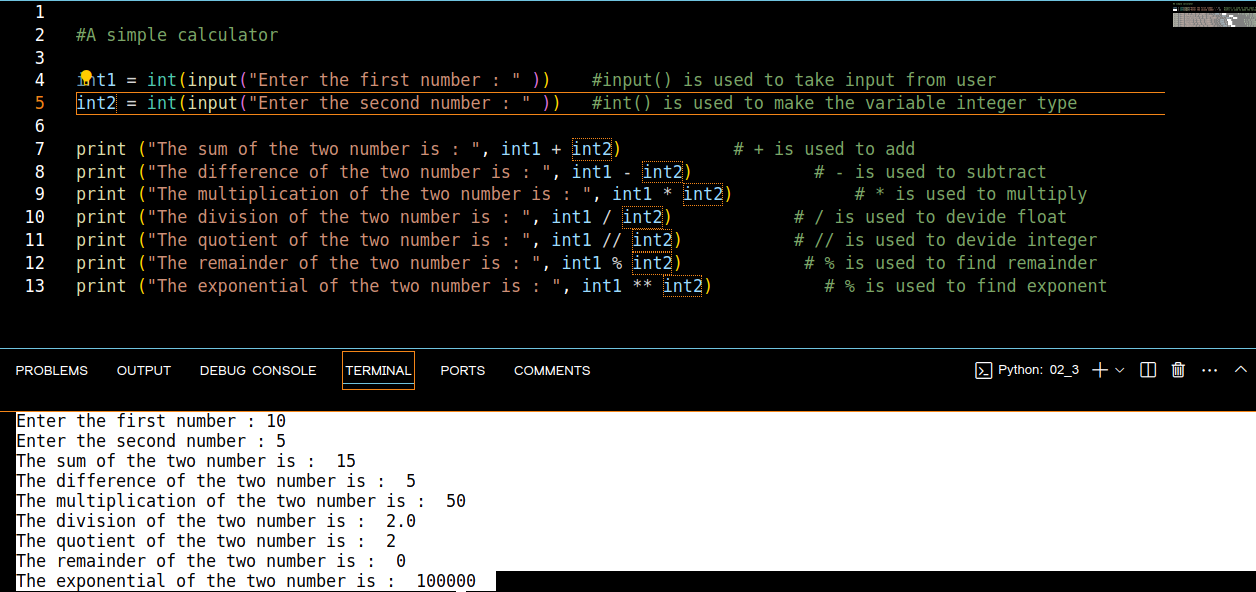 1
2 #A simple calculator
3
4 int1 = int(input("Enter the first number : " )) #input() is used to take input from user
5 int2 = int(input("Enter the second number : " )) #int() is used to make the variable integer type
6
7 print ("The sum of the two number is : ", int1 + int2) # + is used to add
8 print ("The difference of the two number is : ", int1 - int2) # - is used to subtract
9 print ("The multiplication of the two number is : ", int1 * int2) # * is used to multiply
10 print ("The division of the two number is : ", int1 / int2) # / is used to devide float
11 print ("The quotient of the two number is : ", int1 // int2) # // is used to devide integer
12 print ("The remainder of the two number is : ", int1 % int2) # % is used to find remainder
13 print ("The exponential of the two number is : ", int1 ** int2) # % is used to find exponent
PROBLEMS OUTPUT DEBUG CONSOLE TERMINAL PORTS COMMENTS Python: 02_3
Enter the first number : 10
Enter the second number : 5
The sum of the two number is :  15
The difference of the two number is :  5
The multiplication of the two number is :  50
The division of the two number is :  2.0
The quotient of the two number is :  2
The remainder of the two number is :  0
The exponential of the two number is :  100000